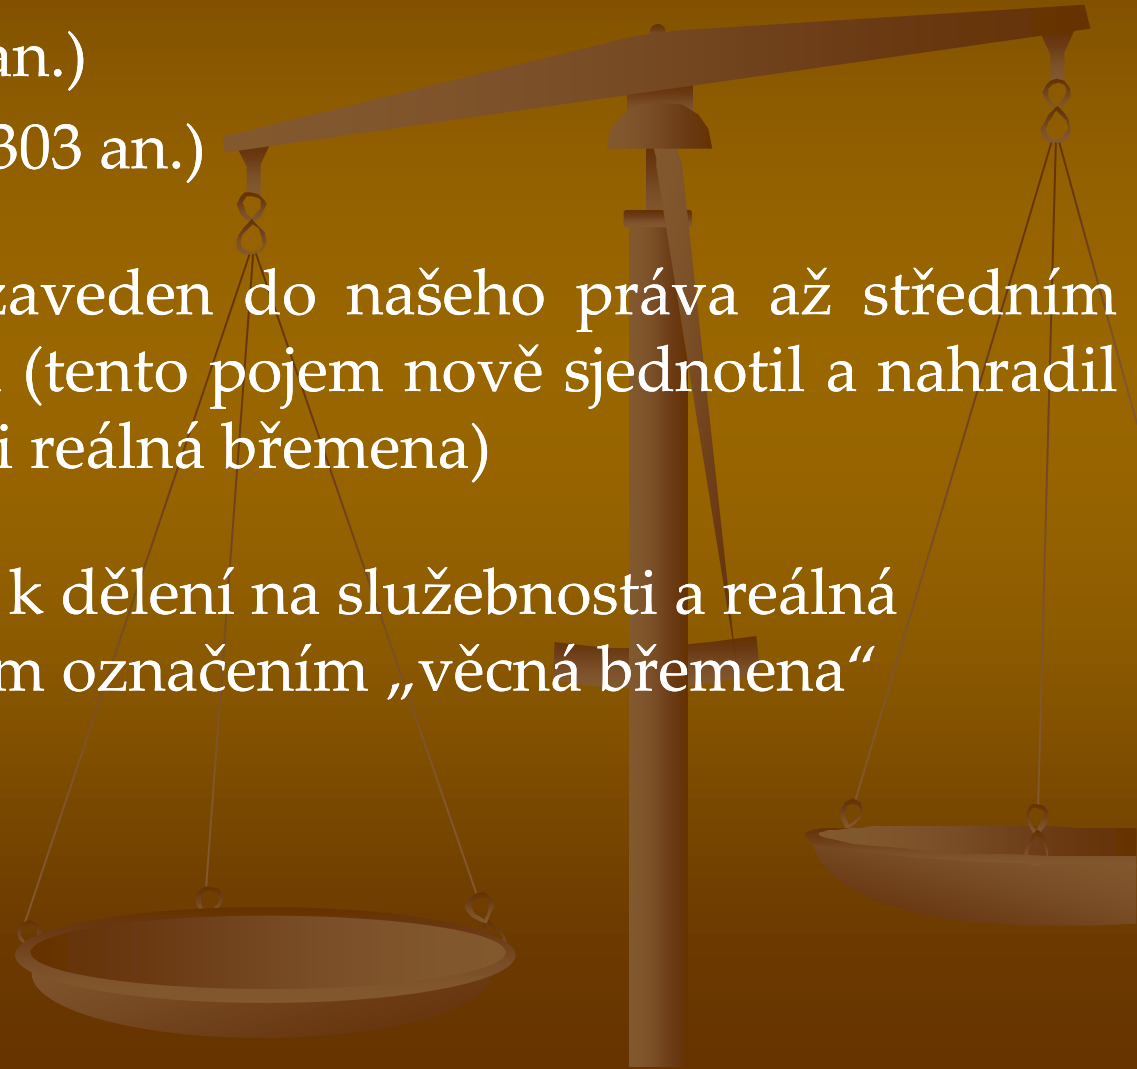 an.)
303 an.)
zaveden do našeho práva až středním
(tento pojem nově sjednotil a nahradil
i reálná břemena)
k dělení na služebnosti a reálná
m označením „věcná břemena“